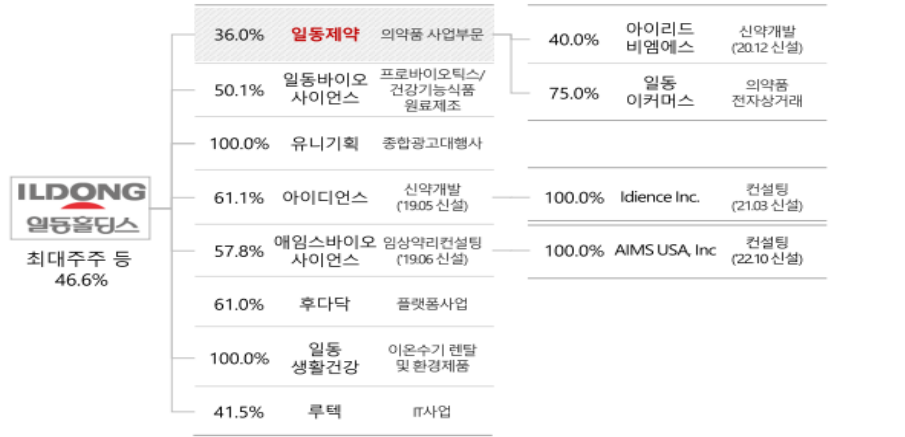 ILDONG
일동홀딩스
최대주주 등
46.6%
36.0% 일동제약 의약품 사업부문
50.1% 일동바이오
사이언스
프로바이오틱스/
건강기능식품
원료제조
100.0% 유니기획 종합광고대행사
61.1% 아이디언스
신약개발
('19.05 신설)
57.8% 애임스바이오
사이언스
임상약리컨설팅
('19.06 신설)
61.0% 후다닥 플랫폼사업
100.0% 일동
생활건강
이온수기 렌탈
및 환경제품
41.5% 루텍 IT사업
40.0% 아이리드
비엠에스
신약개발
('20.12 신설)
75.0% 일동
이커머스
의약품
전자상거래
100.0% Idience Inc.
컨설팅
('21.03 신설)
100.0% AIMS USA, Inc
컨설팅
('22.10 신설)